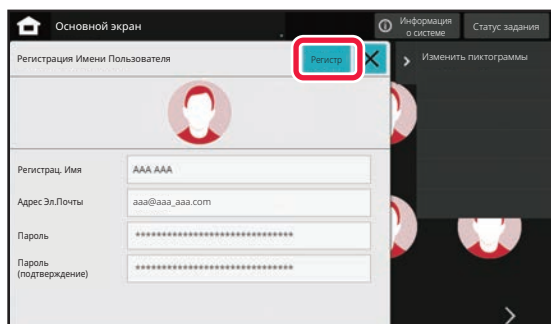 Основной экран
Информация
о системе
Статус задания
Регистрация Имени Пользователя
Регистр
Изменить пиктограммы
Регистрац. Имя
AAA AAA
Адрес Эл.Почты
aaa@aaa_aaa.com
Пароль
********************************
Пароль
(подтверждение)
********************************